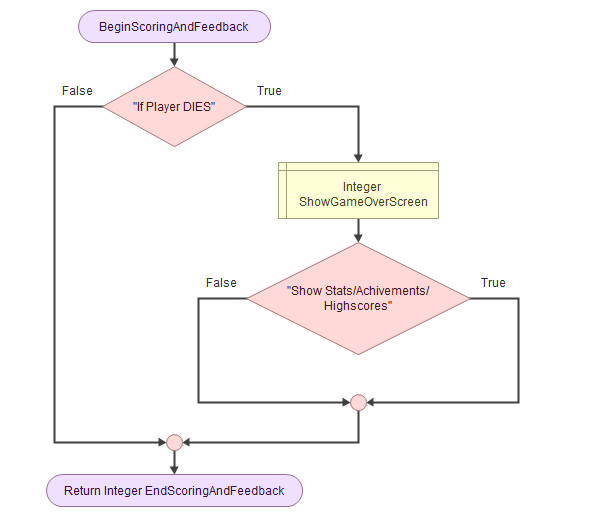 BeginScoringAndFeedback
False
"If Player DIES"
True
Integer
ShowGameOverScreen
False
"Show Stats/Achivements/
Highscores"
True
Return Integer EndScoringAndFeedback